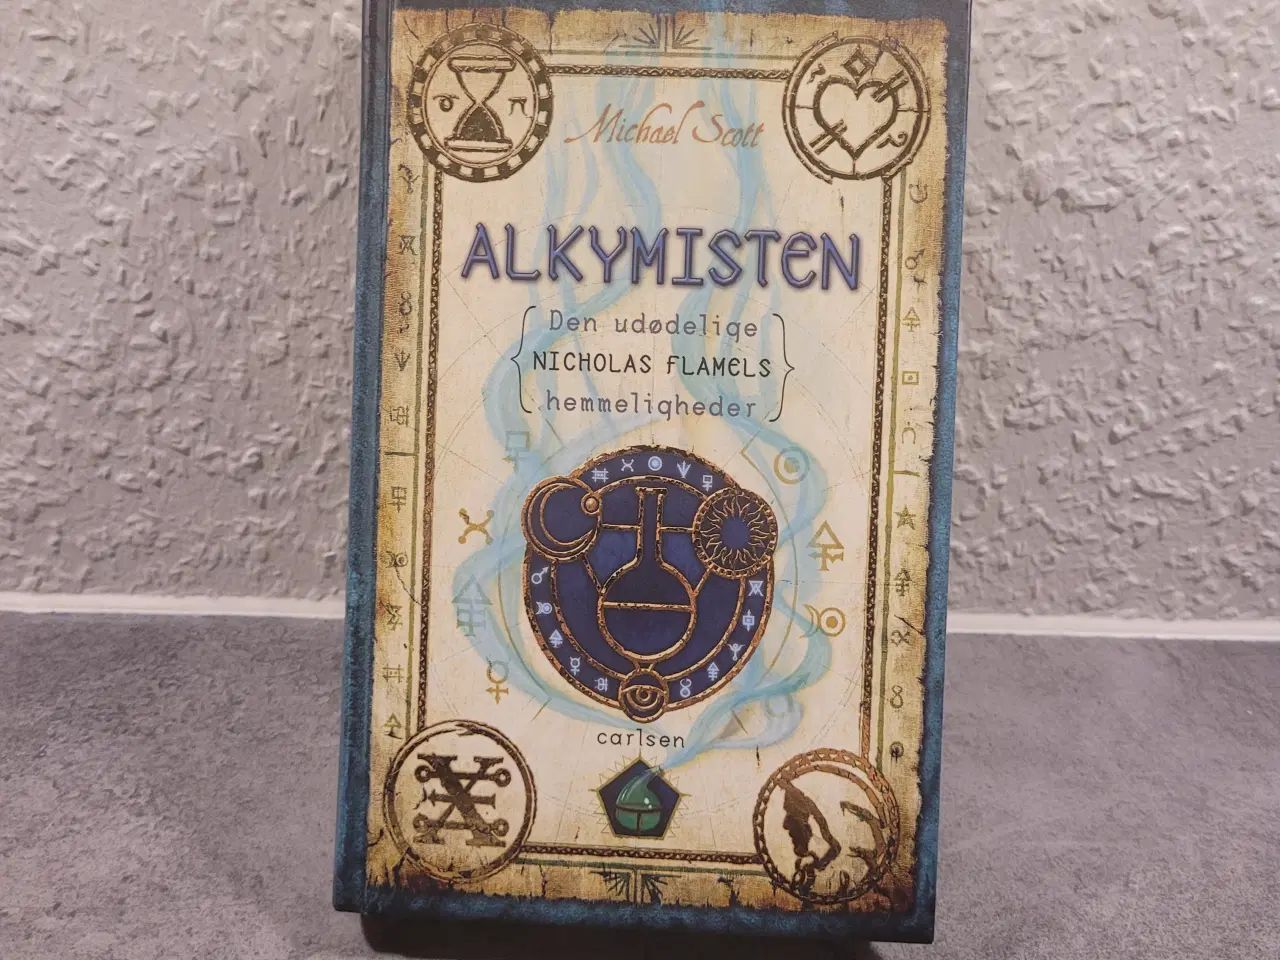 Michael Scott
ALKYMISTEN
Den udødelige
NICHOLAS FLAMELS
hemmeligheder
carlsen